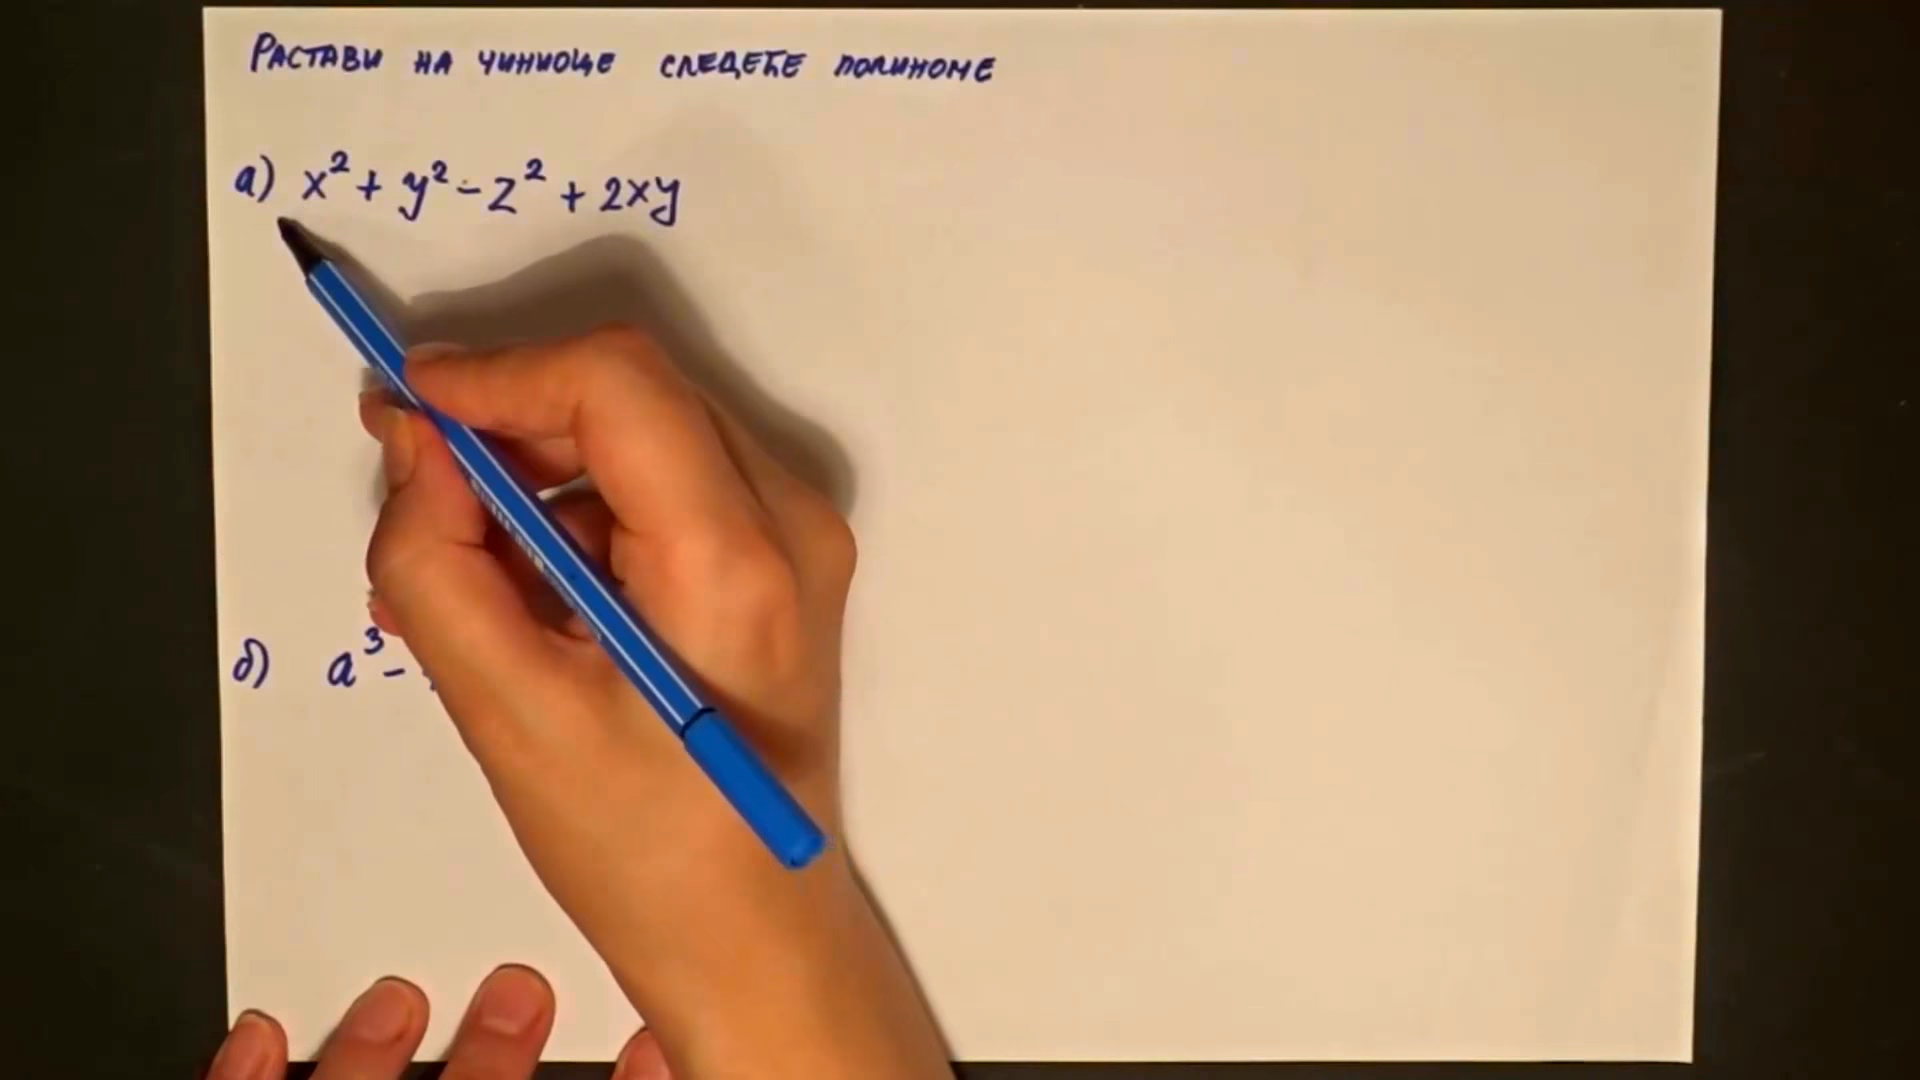 РАСТАВИ НА ЧИНИОЦЕ СЛЕДЕЋЕ ПОЛИНОМЕ
а) x² + y² - z² + 2xy
б) a³ -